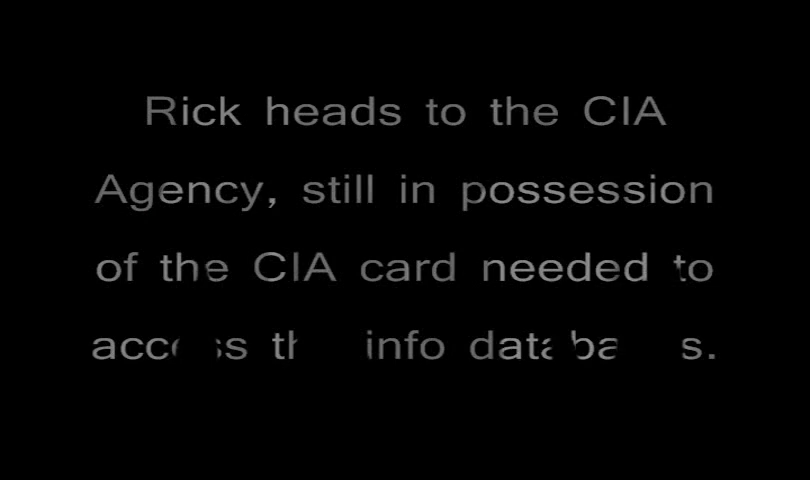 Rick heads to the CIA
Agency, still in possession
of the CIA card needed to
access the info databases.